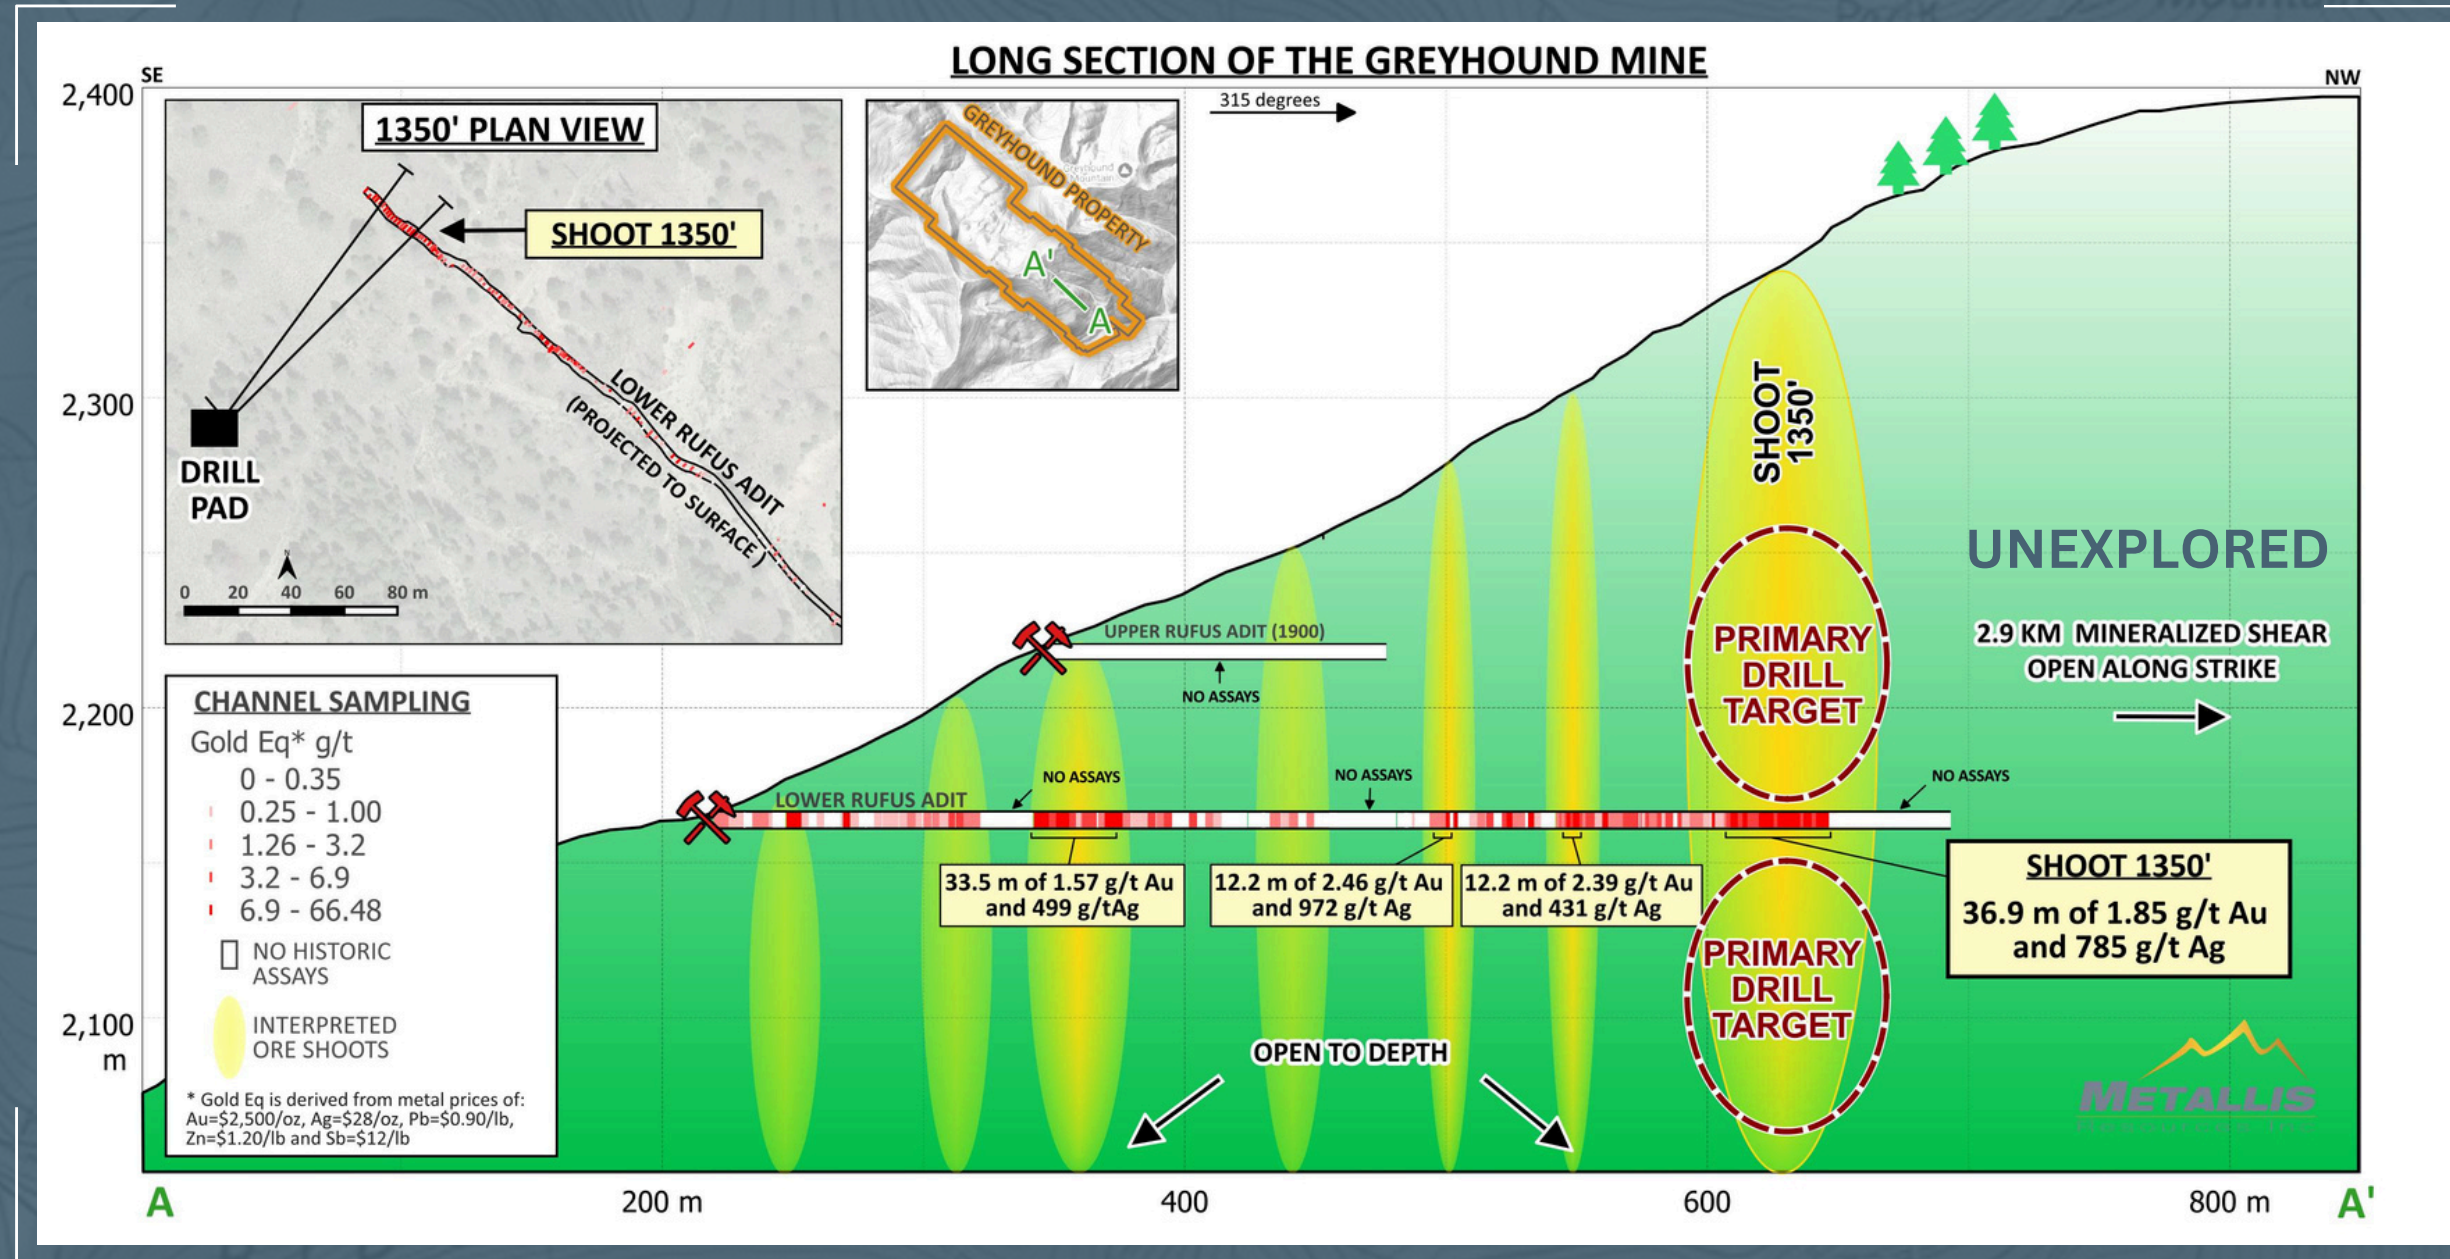 LONG SECTION OF THE GREYHOUND MINE
SE
NW
315 degrees
2,400
2,300
2,200
2,100
m
1350' PLAN VIEW
SHOOT 1350'
LOWER RUFUS ADIT
(PROJECTED TO SURFACE )
DRILL
PAD
N
0 20 40 60 80 m
GREYHOUND PROPERTY
Greyhound
Mountain
A'
A
CHANNEL SAMPLING
Gold Eq* g/t
0 - 0.35
0.25 - 1.00
1.26 - 3.2
3.2 - 6.9
6.9 - 66.48
NO HISTORIC
ASSAYS
INTERPRETED
ORE SHOOTS
* Gold Eq is derived from metal prices of:
Au=$2,500/oz, Ag=$28/oz, Pb=$0.90/lb,
Zn=$1.20/lb and Sb=$12/lb
SHOOT
1350'
UNEXPLORED
2.9 KM MINERALIZED SHEAR
OPEN ALONG STRIKE
PRIMARY
DRILL
TARGET
UPPER RUFUS ADIT (1900)
NO ASSAYS
LOWER RUFUS ADIT
NO ASSAYS
NO ASSAYS
NO ASSAYS
33.5 m of 1.57 g/t Au
and 499 g/tAg
12.2 m of 2.46 g/t Au
and 972 g/t Ag
12.2 m of 2.39 g/t Au
and 431 g/t Ag
SHOOT 1350'
36.9 m of 1.85 g/t Au
and 785 g/t Ag
PRIMARY
DRILL
TARGET
OPEN TO DEPTH
METALLIS
A
200 m
400
600
800 m
A'